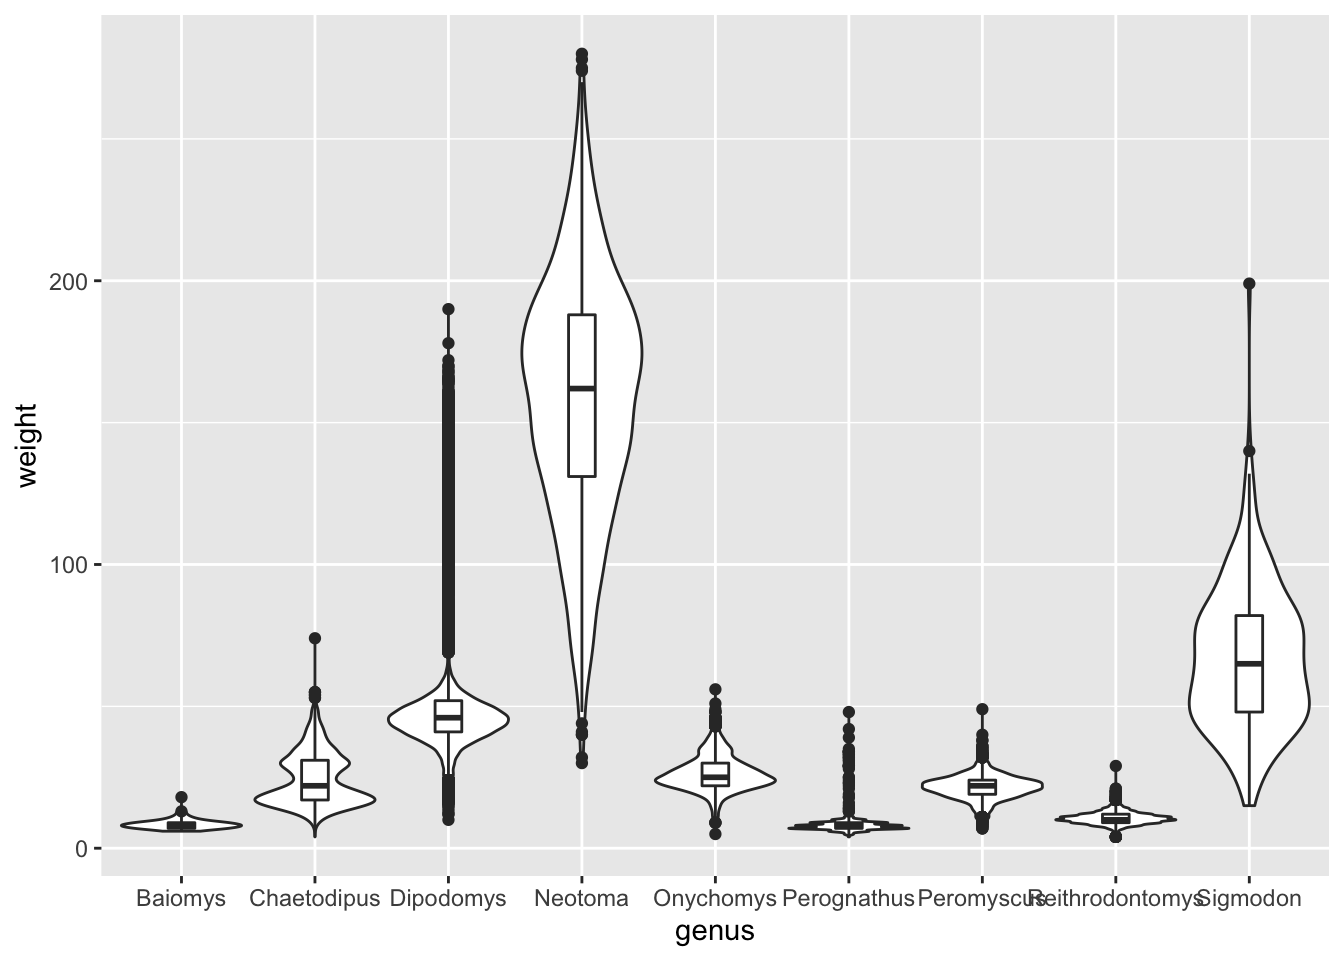 weight
200
100
0
Baiomys Chaetodipus Dipodomys Neotoma Onychomys Perognathus Peromyscus Reithrodontomys Sigmodon
genus